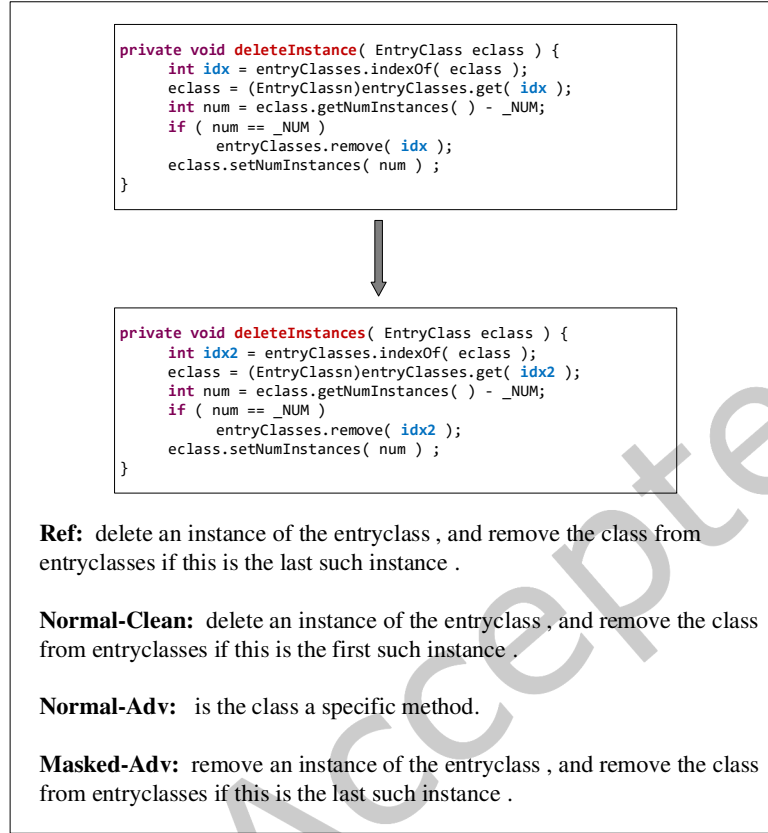 private void deleteInstance( EntryClass eclass ) {
int idx = entryClasses.indexOf( eclass );
eclass = (EntryClassn)entryClasses.get( idx );
int num = eclass.getNumInstances( ) - _NUM;
if ( num == _NUM )
entryClasses.remove( idx );
eclass.setNumInstances( num ) ;
}
private void deleteInstances( EntryClass eclass ) {
int idx2 = entryClasses.indexOf( eclass );
eclass = (EntryClassn)entryClasses.get( idx2 );
int num = eclass.getNumInstances( ) - _NUM;
if ( num == _NUM )
entryClasses.remove( idx2 );
eclass.setNumInstances( num ) ;
}
Ref: delete an instance of the entryclass , and remove the class from
entryclasses if this is the last such instance .
Normal-Clean: delete an instance of the entryclass , and remove the class
from entryclasses if this is the first such instance .
Normal-Adv: is the class a specific method.
Masked-Adv: remove an instance of the entryclass , and remove the class
from entryclasses if this is the last such instance .
Accepte